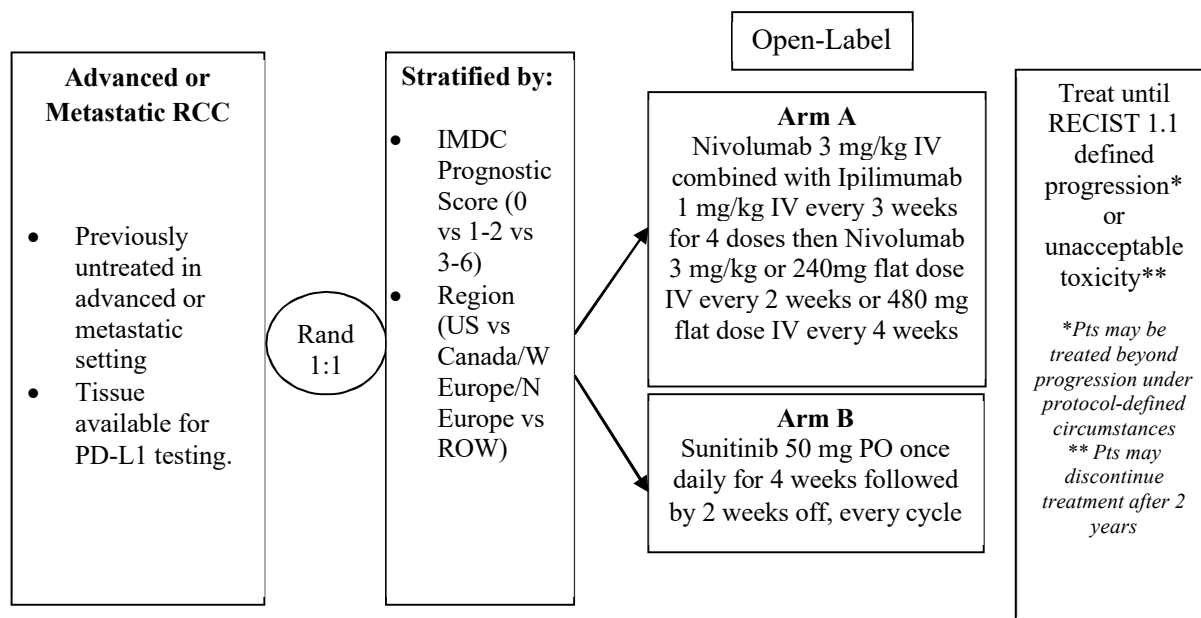 Advanced or
Metastatic RCC
• Previously
untreated in
advanced or
metastatic
setting
• Tissue
available for
PD-L1 testing.
Rand
1:1
Stratified by:
• IMDC
Prognostic
Score (0
vs 1-2 vs
3-6)
• Region
(US vs
Canada/W
Europe/N
Europe vs
ROW)
Open-Label
Arm A
Nivolumab 3 mg/kg IV
combined with Ipilimumab
1 mg/kg IV every 3 weeks
for 4 doses then Nivolumab
3 mg/kg or 240mg flat dose
IV every 2 weeks or 480 mg
flat dose IV every 4 weeks
Arm B
Sunitinib 50 mg PO once
daily for 4 weeks followed
by 2 weeks off, every cycle
Treat until
RECIST 1.1
defined
progression*
or
unacceptable
toxicity**
*Pts may be
treated beyond
progression under
protocol-defined
circumstances
** Pts may
discontinue
treatment after 2
years